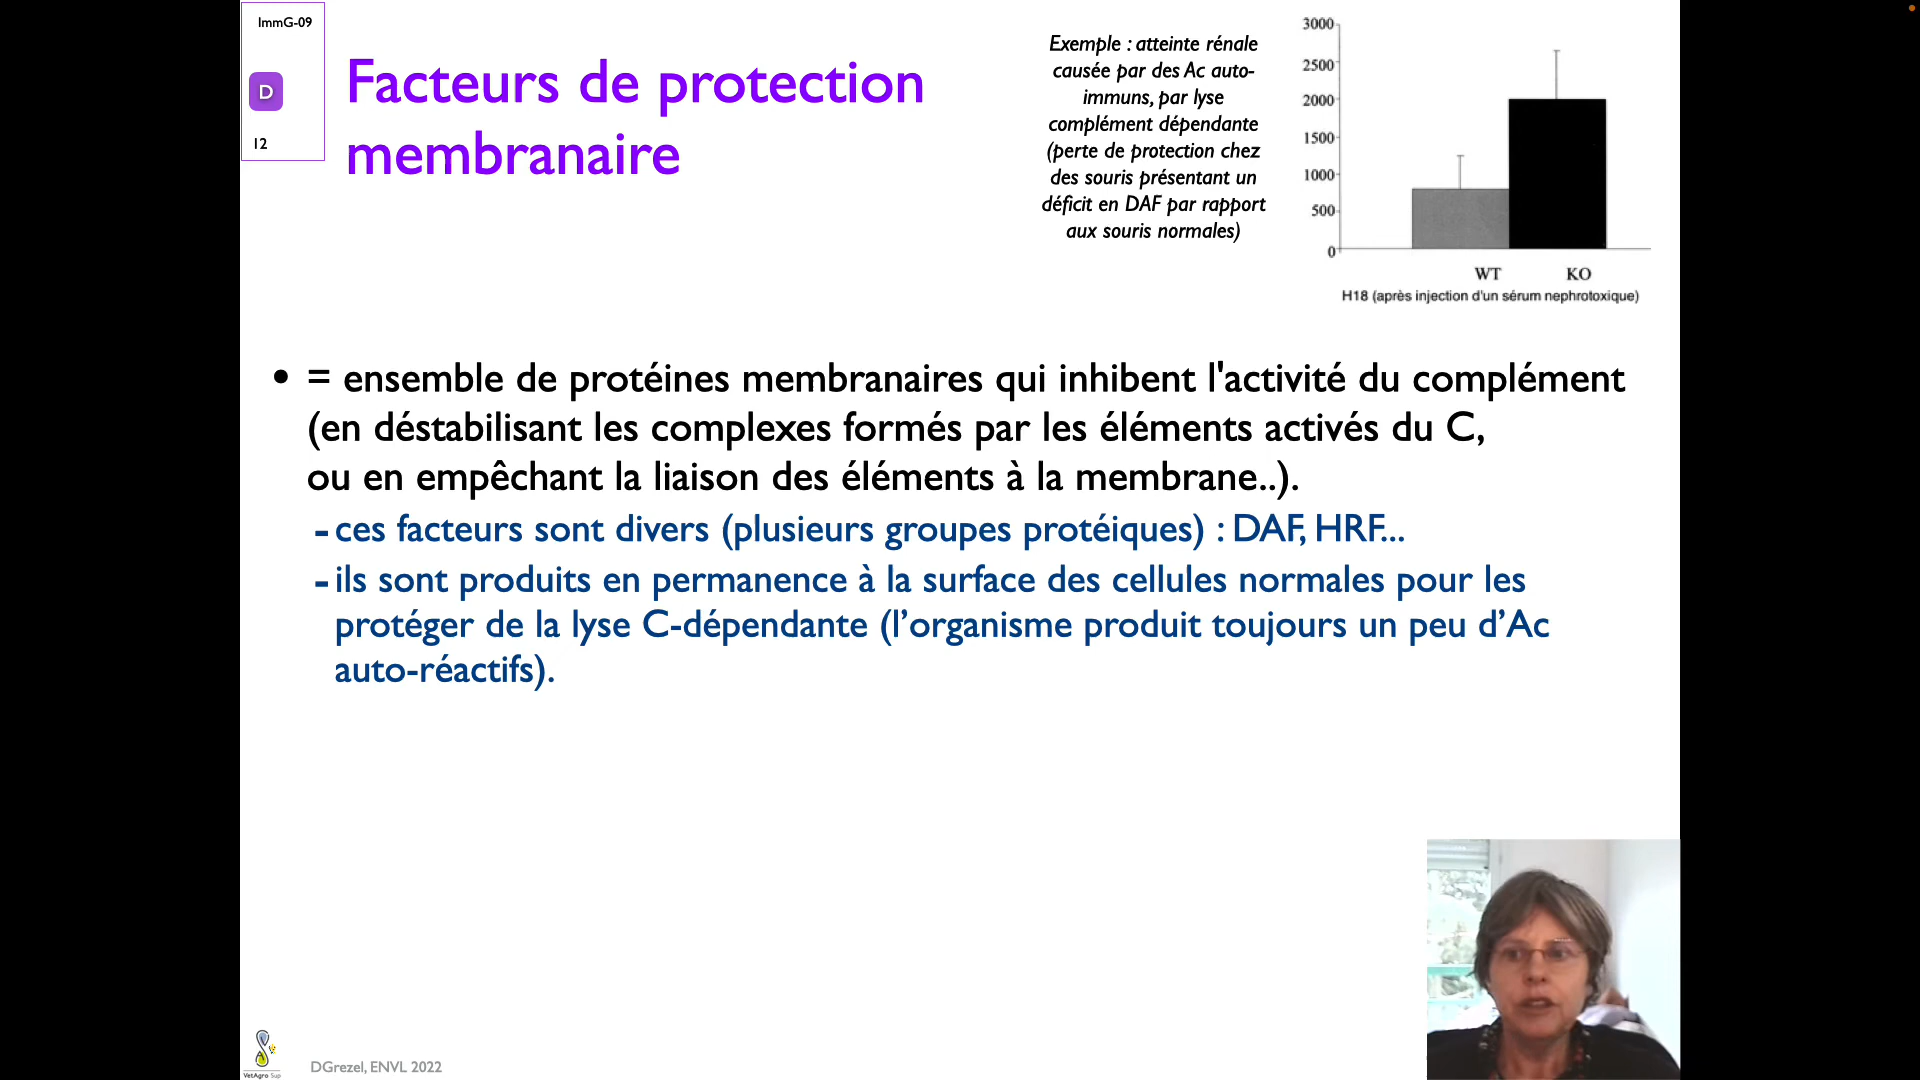 ImmG-09
D
12
Facteurs de protection
membranaire
Exemple : atteinte rénale
causée par des Ac auto-
immuns, par lyse
complément dépendante
(perte de protection chez
des souris présentant un
déficit en DAF par rapport
aux souris normales)
3000
2500
2000
1500
1000
500
0
WT KO
H18 (après injection d'un sérum nephrotoxique)
• = ensemble de protéines membranaires qui inhibent l'activité du complément
(en déstabilisant les complexes formés par les éléments activés du C,
ou en empêchant la liaison des éléments à la membrane..).
- ces facteurs sont divers (plusieurs groupes protéiques) : DAF, HRF...
- ils sont produits en permanence à la surface des cellules normales pour les
protéger de la lyse C-dépendante (l’organisme produit toujours un peu d’Ac
auto-réactifs).
VetAgro Sup
DGrezel, ENVL 2022